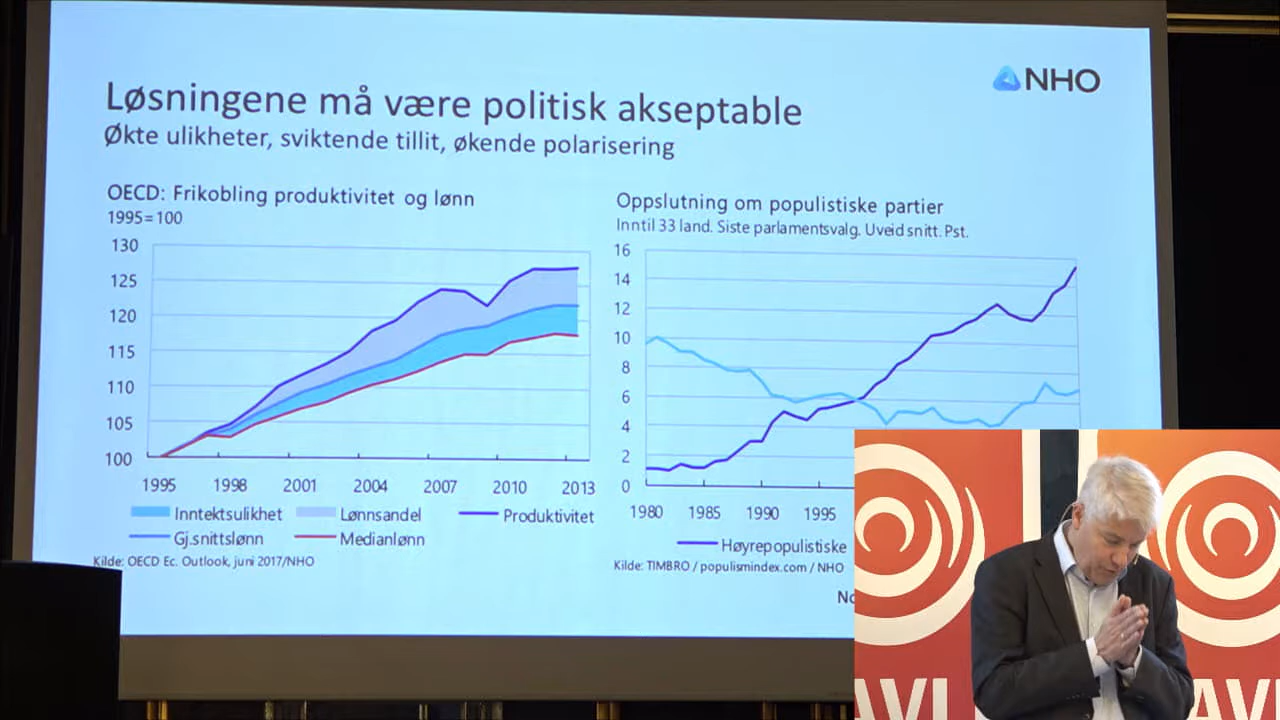 NHO
Løsningene må være politisk akseptable
Økte ulikheter, sviktende tillit, økende polarisering
OECD: Frikobling produktivitet og lønn
1995=100
130
125
120
115
110
105
100
1995 1998 2001 2004 2007 2010 2013
Inntektsulikhet Lønnsandel Produktivitet
Gj.snittslønn Medianlønn
Kilde: OECD Ec. Outlook, juni 2017/NHO
Oppslutning om populistiske partier
Inntil 33 land. Siste parlamentsvalg. Uveid snitt. Pst.
16
14
12
10
8
6
4
2
0
1980 1985 1990 1995
Høyrepopulistiske
Kilde: TIMBRO / populismindex.com / NHO